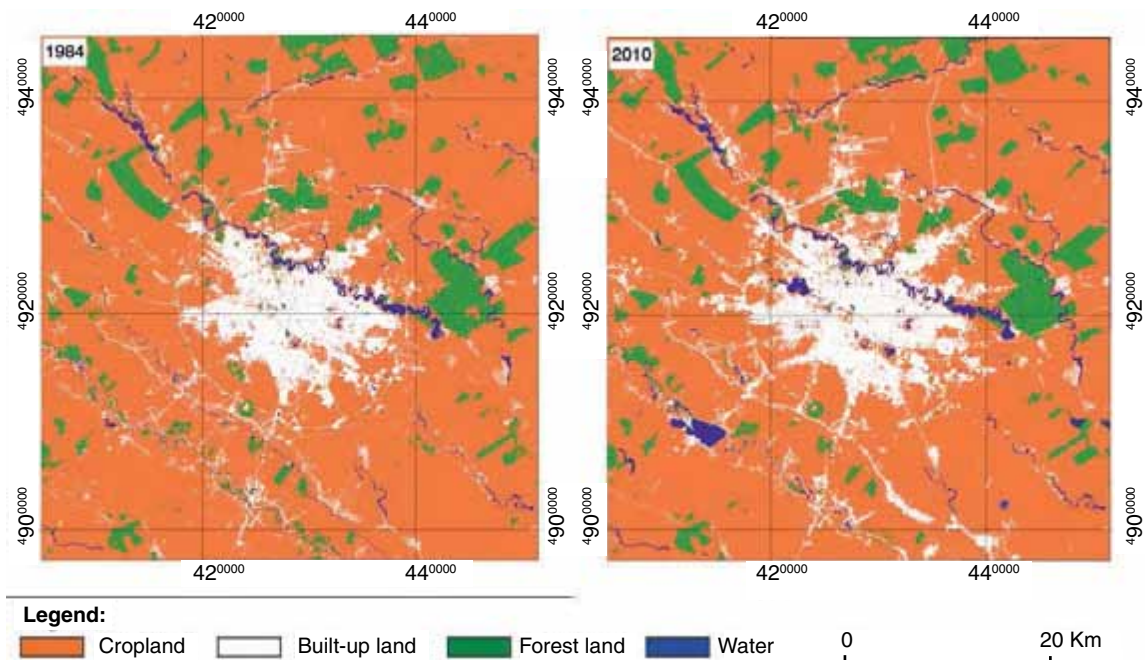 42⁰⁰⁰⁰ 44⁰⁰⁰⁰ 42⁰⁰⁰⁰ 44⁰⁰⁰⁰
1984 2010
494⁰⁰⁰⁰ 494⁰⁰⁰⁰ 494⁰⁰⁰⁰ 494⁰⁰⁰⁰
492⁰⁰⁰⁰ 492⁰⁰⁰⁰ 492⁰⁰⁰⁰ 492⁰⁰⁰⁰
490⁰⁰⁰⁰ 490⁰⁰⁰⁰ 490⁰⁰⁰⁰ 490⁰⁰⁰⁰
42⁰⁰⁰⁰ 44⁰⁰⁰⁰ 42⁰⁰⁰⁰ 44⁰⁰⁰⁰
Legend:
Cropland Built-up land Forest land Water 0 20 Km